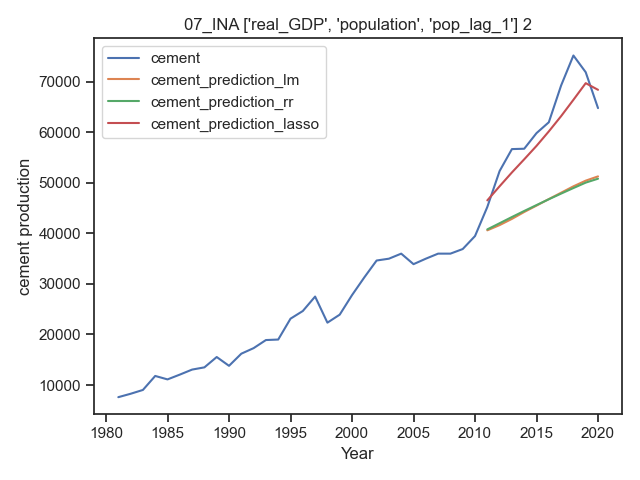 07_INA ['real_GDP', 'population', 'pop_lag_1'] 2
cement
cement_prediction_lm
cement_prediction_rr
cement_prediction_lasso
cement production
70000
60000
50000
40000
30000
20000
10000
1980 1985 1990 1995 2000 2005 2010 2015 2020
Year